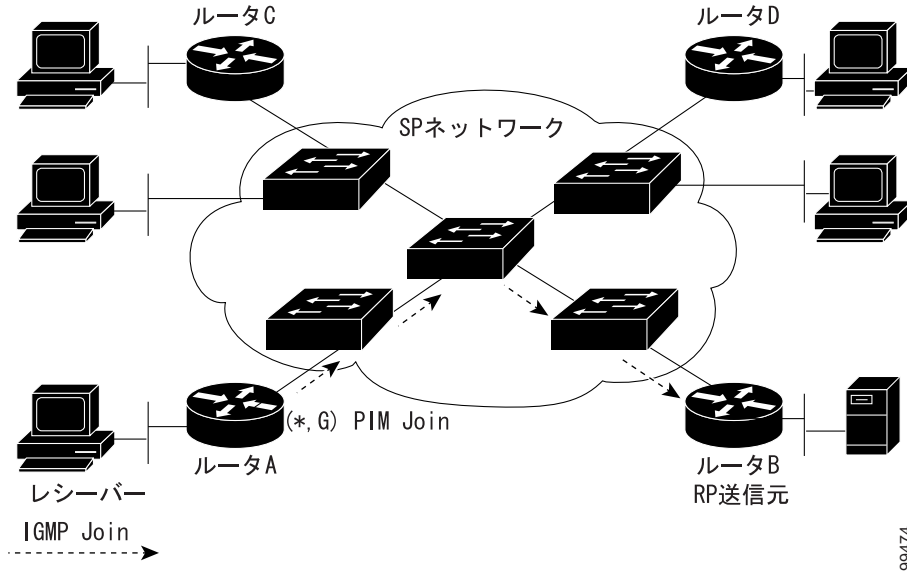 ルータC
ルータD
SPネットワーク
(*,G) PIM Join
ルータA
ルータB
レシーバー
RP送信元
IGMP Join
99474